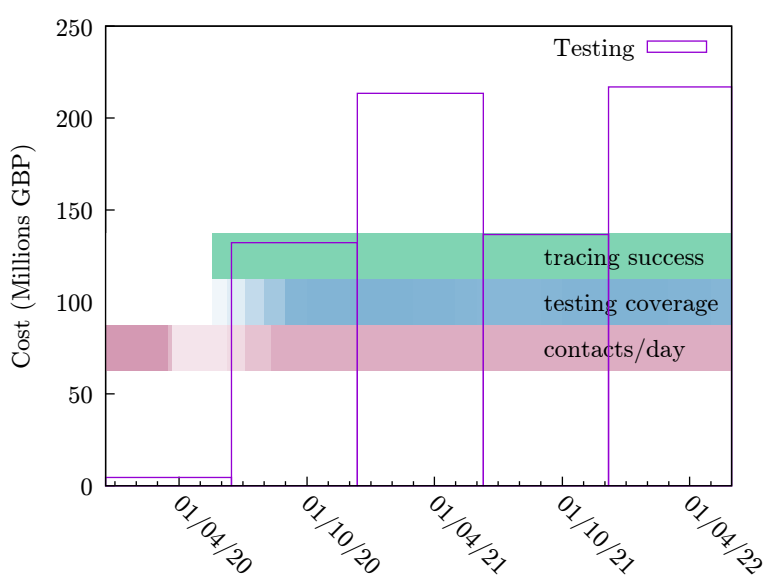 250
200
150
100
50
0
Cost (Millions GBP)
Testing
tracing success
testing coverage
contacts/day
01/04/20
01/10/20
01/04/21
01/10/21
01/04/22